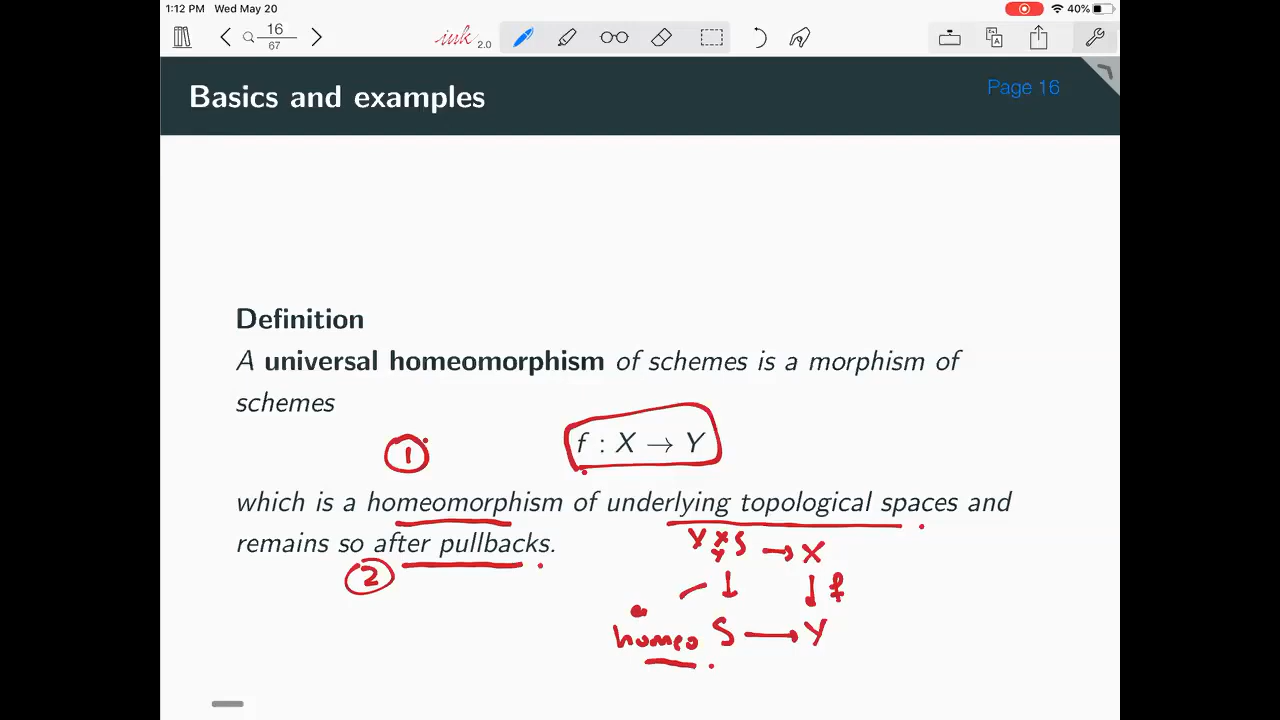 1:12 PM Wed May 20
40%
16
67
ink 2.0
Basics and examples
Page 16
Definition
A universal homeomorphism of schemes is a morphism of
schemes
1
f : X → Y
which is a homeomorphism of underlying topological spaces and
remains so after pullbacks.
2
X ×_Y S → X
↓ ↓ f
homeo S → Y